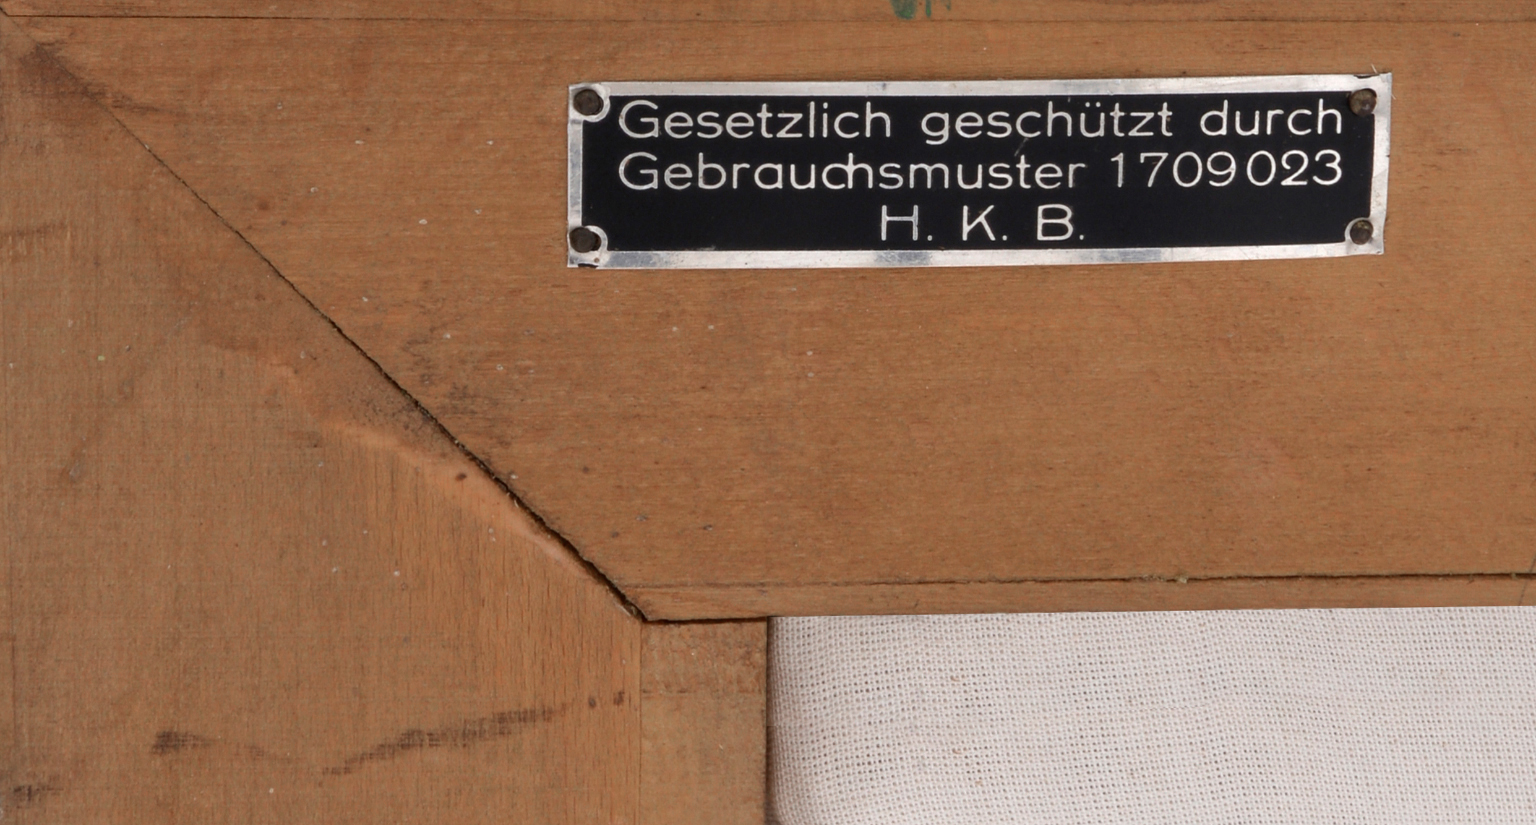 Gesetzlich geschützt durch
Gebrauchsmuster 1709023
H. K. B.